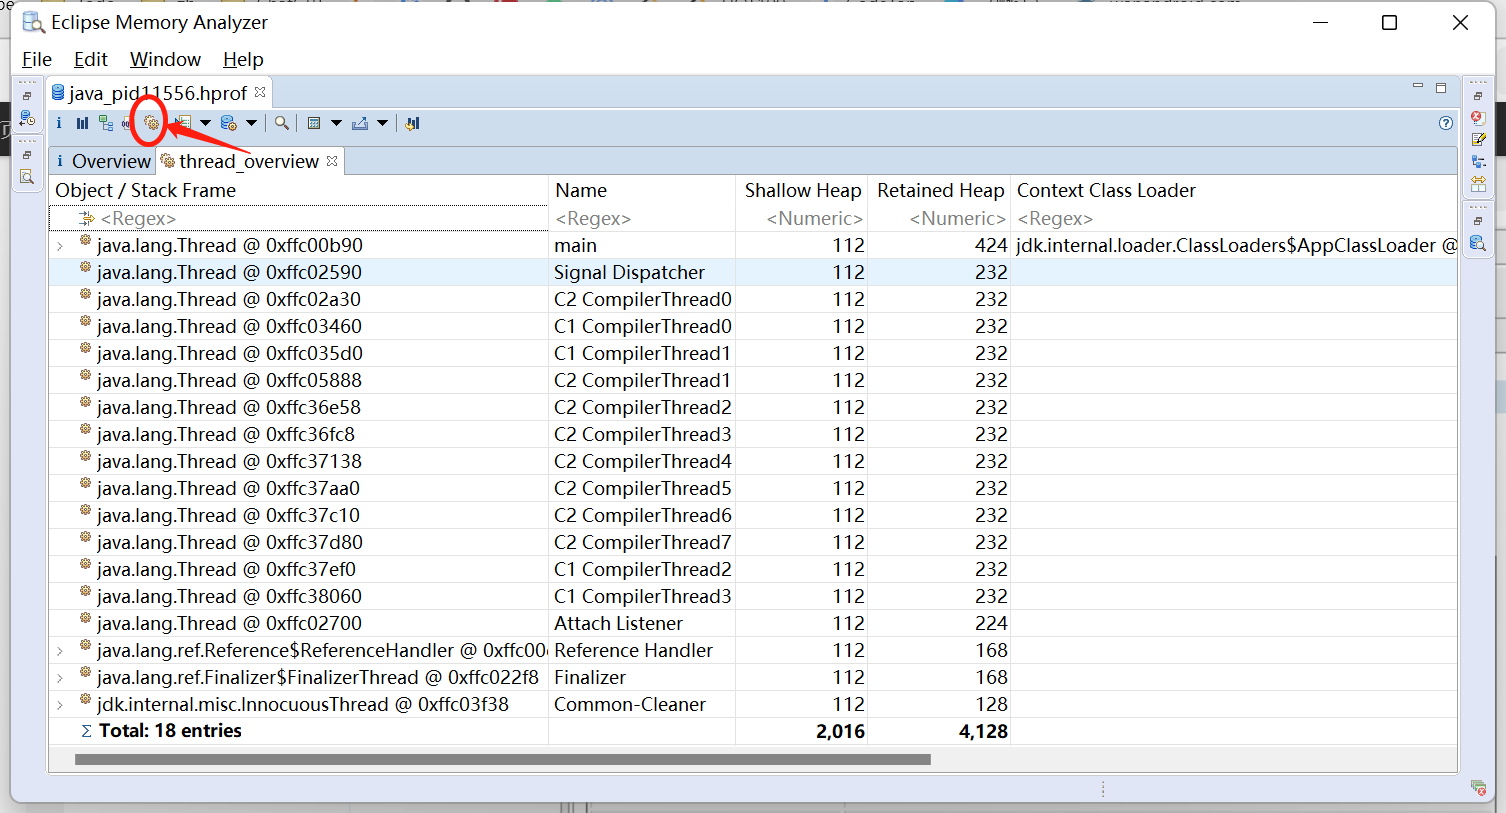 Eclipse Memory Analyzer
File Edit Window Help
java_pid11556.hprof
Overview thread_overview
Object / Stack Frame Name Shallow Heap Retained Heap Context Class Loader
<Regex> <Regex> <Numeric> <Numeric> <Regex>
java.lang.Thread @ 0xffc00b90 main 112 424 jdk.internal.loader.ClassLoaders$AppClassLoader @
java.lang.Thread @ 0xffc02590 Signal Dispatcher 112 232
java.lang.Thread @ 0xffc02a30 C2 CompilerThread0 112 232
java.lang.Thread @ 0xffc03460 C1 CompilerThread0 112 232
java.lang.Thread @ 0xffc035d0 C1 CompilerThread1 112 232
java.lang.Thread @ 0xffc05888 C2 CompilerThread1 112 232
java.lang.Thread @ 0xffc36e58 C2 CompilerThread2 112 232
java.lang.Thread @ 0xffc36fc8 C2 CompilerThread3 112 232
java.lang.Thread @ 0xffc37138 C2 CompilerThread4 112 232
java.lang.Thread @ 0xffc37aa0 C2 CompilerThread5 112 232
java.lang.Thread @ 0xffc37c10 C2 CompilerThread6 112 232
java.lang.Thread @ 0xffc37d80 C2 CompilerThread7 112 232
java.lang.Thread @ 0xffc37ef0 C1 CompilerThread2 112 232
java.lang.Thread @ 0xffc38060 C1 CompilerThread3 112 232
java.lang.Thread @ 0xffc02700 Attach Listener 112 224
java.lang.ref.Reference$ReferenceHandler @ 0xffc00 Reference Handler 112 168
java.lang.ref.Finalizer$FinalizerThread @ 0xffc022f8 Finalizer 112 168
jdk.internal.misc.InnocuousThread @ 0xffc03f38 Common-Cleaner 112 128
Σ Total: 18 entries 2,016 4,128